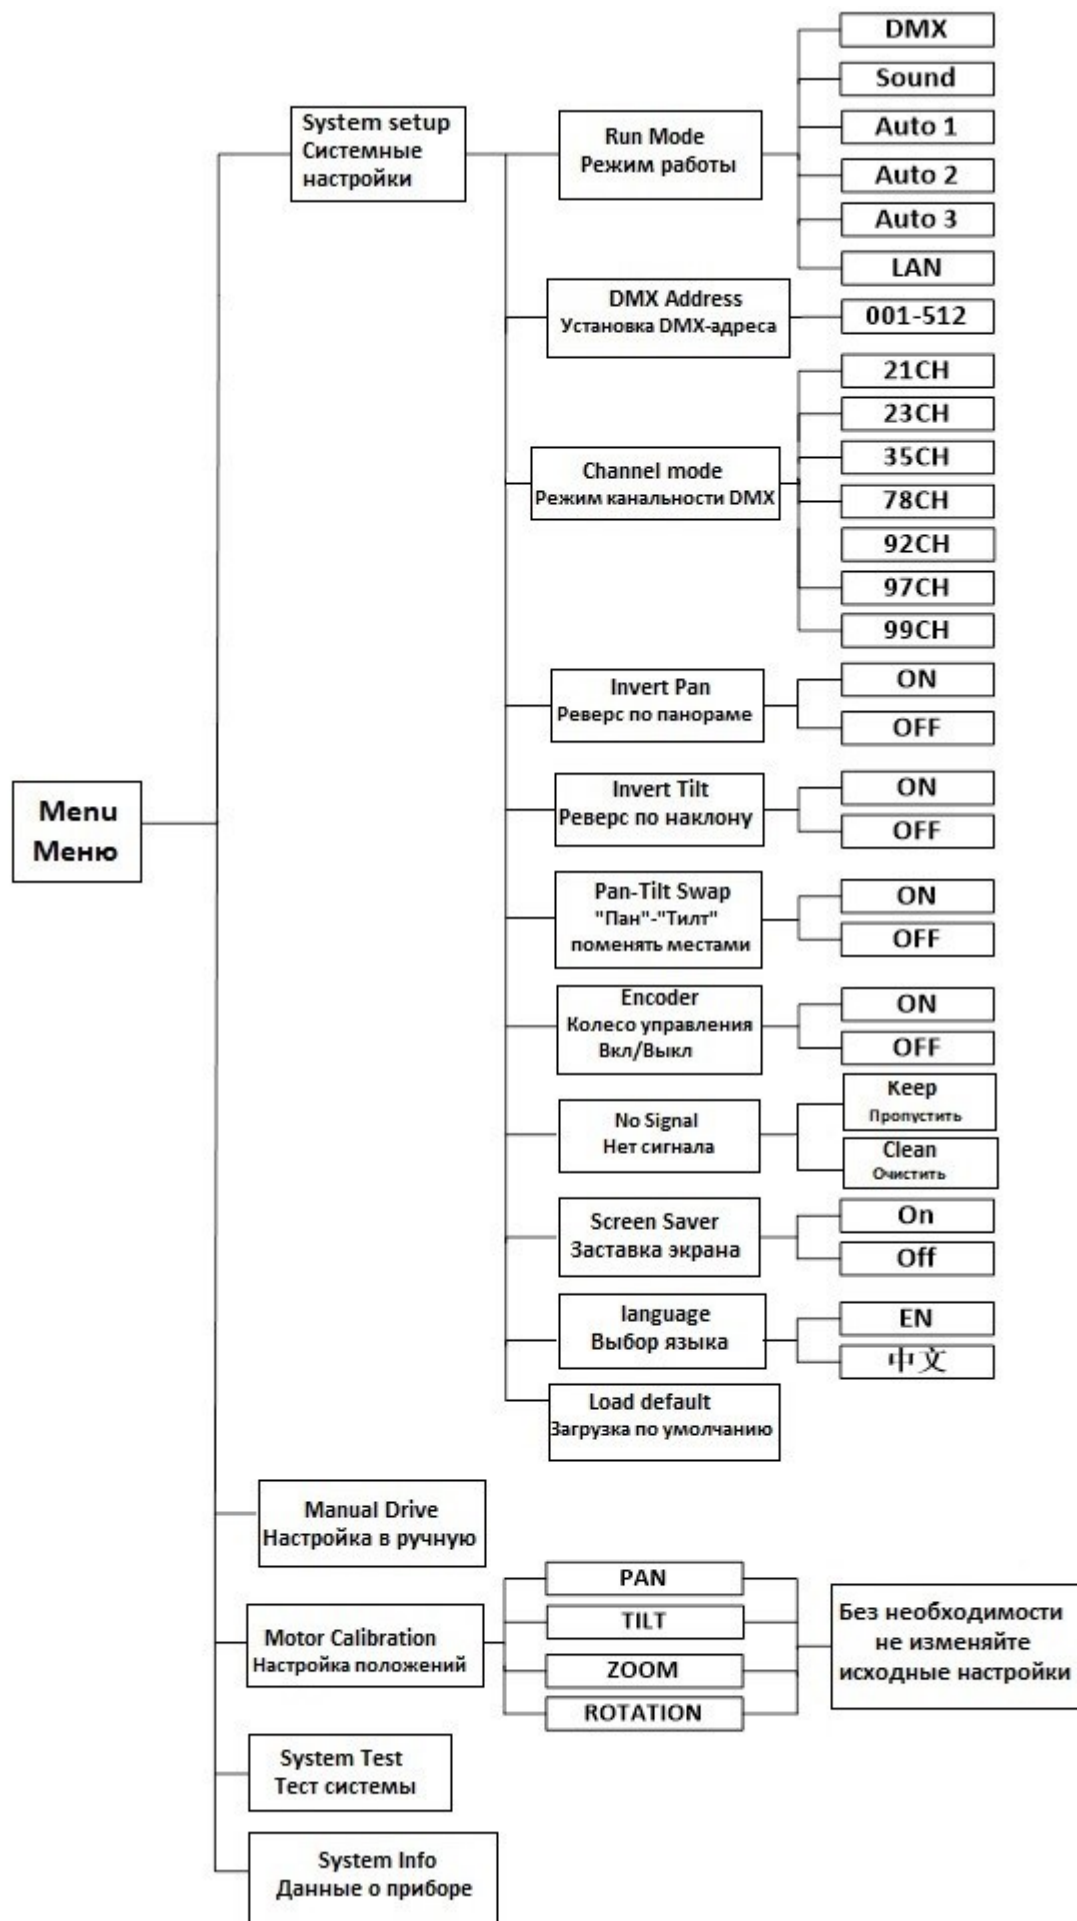 Menu
Меню
System setup
Системные
настройки
Run Mode
Режим работы
DMX
Sound
Auto 1
Auto 2
Auto 3
LAN
DMX Address
Установка DMX-адреса
001-512
Channel mode
Режим канальности DMX
21CH
23CH
35CH
78CH
92CH
97CH
99CH
Invert Pan
Реверс по панораме
ON
OFF
Invert Tilt
Реверс по наклону
ON
OFF
Pan-Tilt Swap
"Пан"-"Тилт"
поменять местами
ON
OFF
Encoder
Колесо управления
Вкл/Выкл
ON
OFF
No Signal
Нет сигнала
Keep
Пропустить
Clean
Очистить
Screen Saver
Заставка экрана
On
Off
language
Выбор языка
EN
中文
Load default
Загрузка по умолчанию
Manual Drive
Настройка в ручную
Motor Calibration
Настройка положений
PAN
TILT
ZOOM
ROTATION
Без необходимости
не изменяйте
исходные настройки
System Test
Тест системы
System Info
Данные о приборе